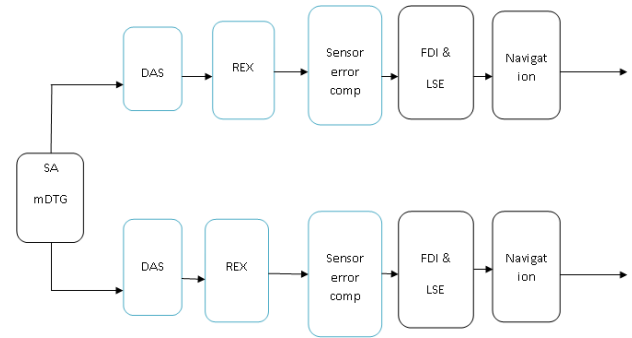 DAS
REX
Sensor
error
comp
FDI &
LSE
Navigat
ion
SA
mDTG
DAS
REX
Sensor
error
comp
FDI &
LSE
Navigat
ion